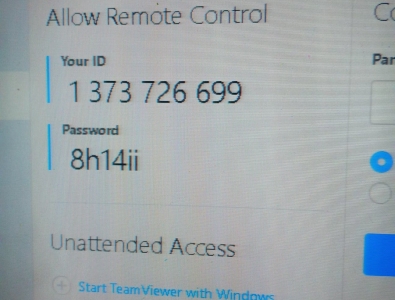 Allow Remote Control
Your ID
1 373 726 699
Password
8h14ii
Unattended Access
Start TeamViewer with Windows